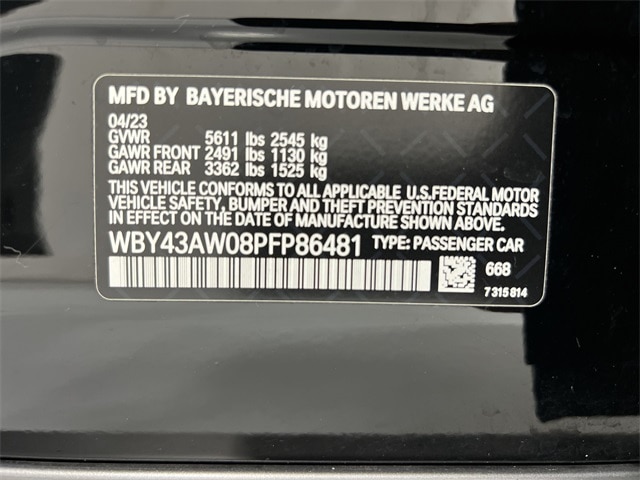 MFD BY BAYERISCHE MOTOREN WERKE AG
04/23
GVWR 5611 lbs 2545 kg
GAWR FRONT 2491 lbs 1130 kg
GAWR REAR 3362 lbs 1525 kg
THIS VEHICLE CONFORMS TO ALL APPLICABLE U.S.FEDERAL MOTOR
VEHICLE SAFETY, BUMPER AND THEFT PREVENTION STANDARDS
IN EFFECT ON THE DATE OF MANUFACTURE SHOWN ABOVE.
WBY43AW08PFP86481 TYPE: PASSENGER CAR
668
7315814